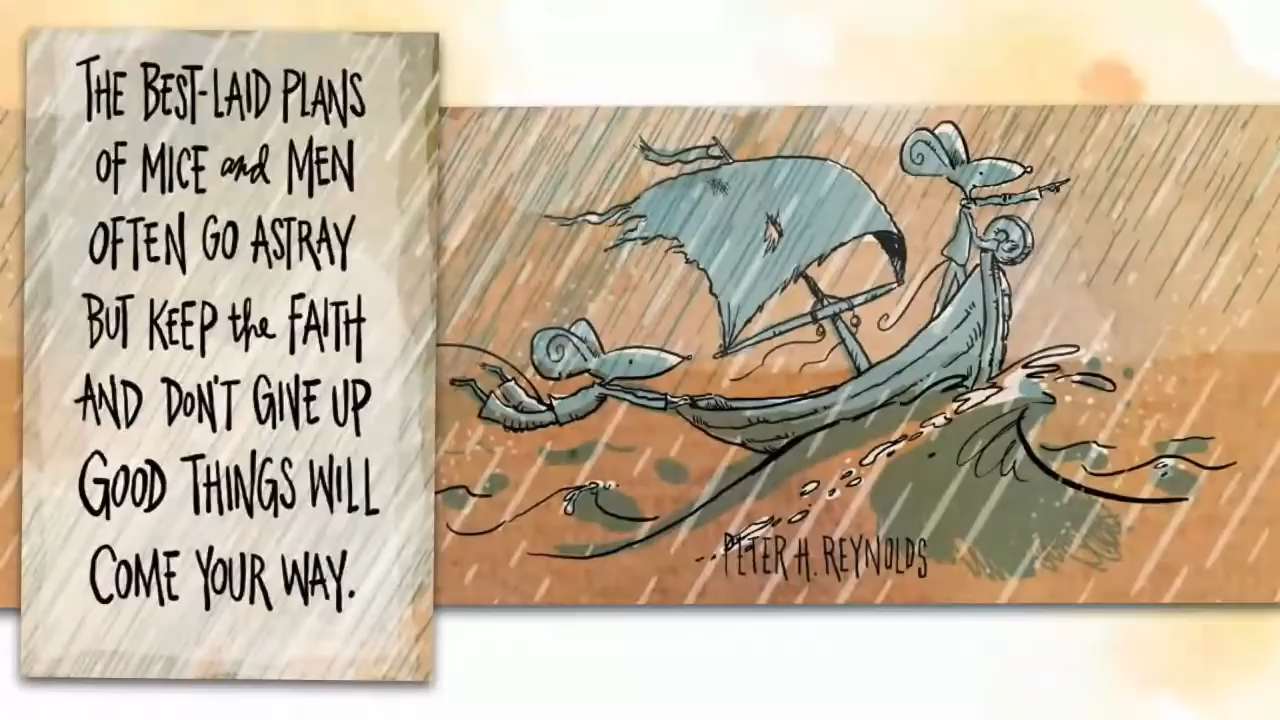 THE BEST-LAID PLANS
OF MICE and MEN
OFTEN GO ASTRAY
BUT KEEP the FAITH
AND DON'T GIVE UP
GOOD THINGS WILL
COME YOUR WAY.
PETER H. REYNOLDS